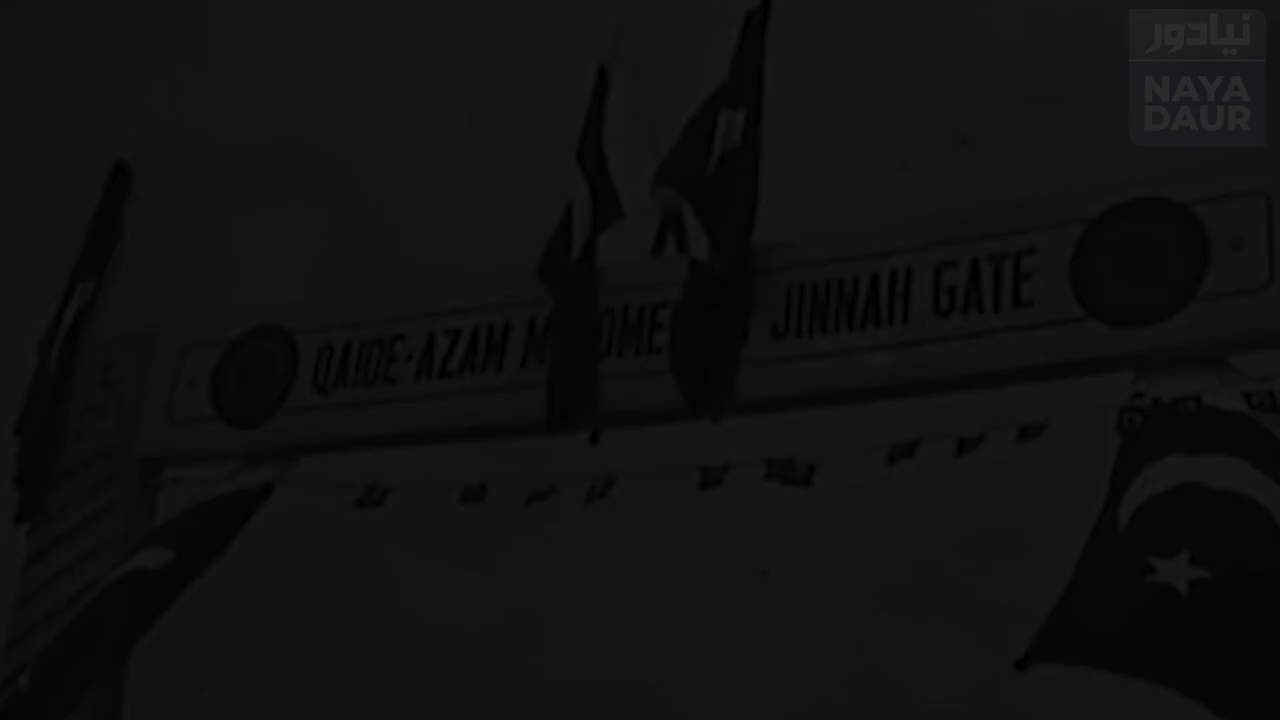 نیادور
NAYA
DAUR
QAIDE-AZAM
JINNAH GATE